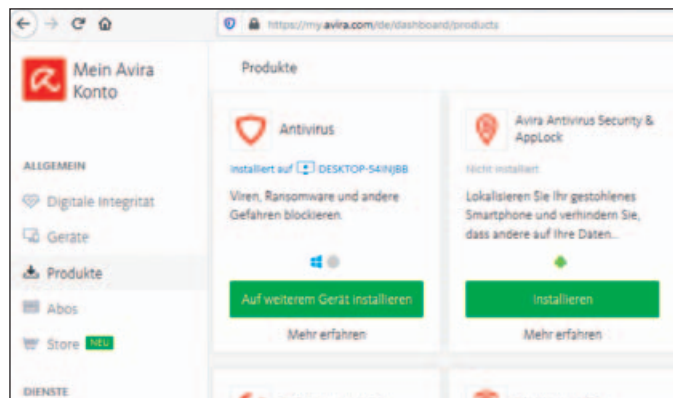 https://my.avira.com/de/dashboard/products
Mein Avira
Konto
ALLGEMEIN
Digitale Integrität
Geräte
Produkte
Abos
Store NEU
DIENSTE
Produkte
Antivirus
Installiert auf DESKTOP-54INJBB
Viren, Ransomware und andere
Gefahren blockieren.
Auf weiterem Gerät installieren
Mehr erfahren
Avira Antivirus Security &
AppLock
Nicht installiert
Lokalisieren Sie Ihr gestohlenes
Smartphone und verhindern Sie,
dass andere auf Ihre Daten...
Installieren
Mehr erfahren